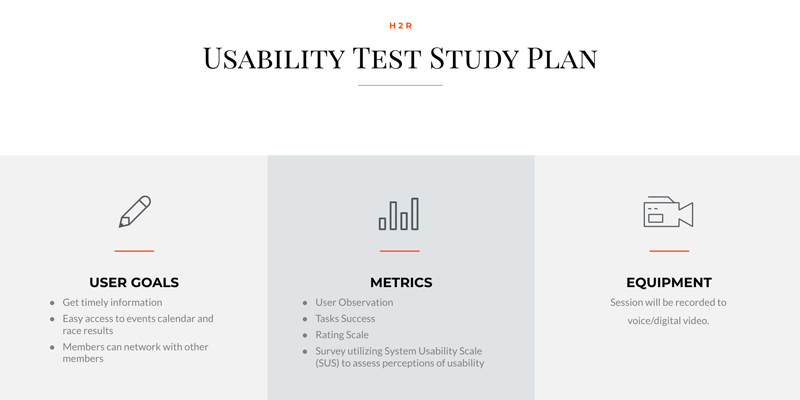 H2R
Usability Test Study Plan
USER GOALS
● Get timely information
● Easy access to events calendar and
race results
● Members can network with other
members
METRICS
● User Observation
● Tasks Success
● Rating Scale
● Survey utilizing System Usability Scale
(SUS) to assess perceptions of usability
EQUIPMENT
Session will be recorded to
voice/digital video.